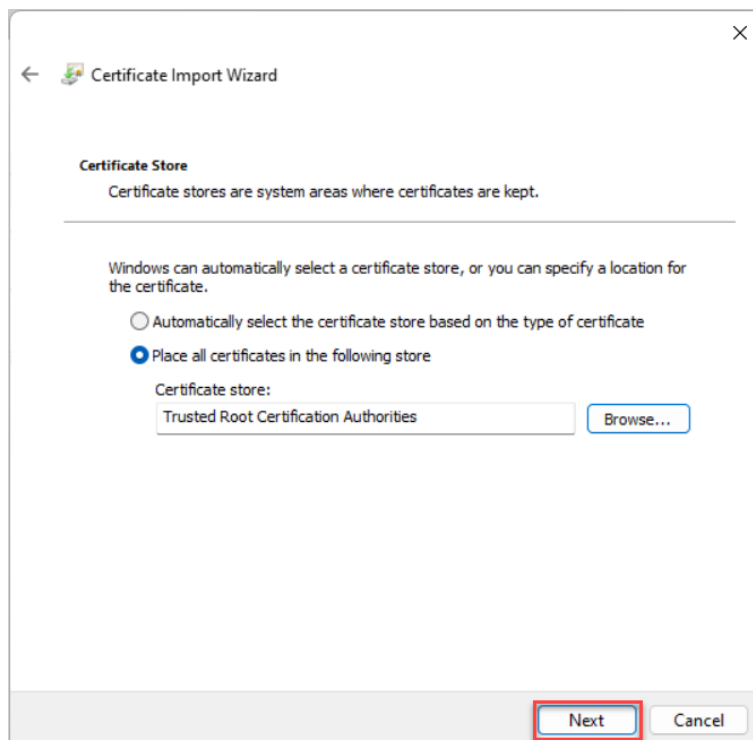 Certificate Import Wizard
Certificate Store
Certificate stores are system areas where certificates are kept.
Windows can automatically select a certificate store, or you can specify a location for
the certificate.
Automatically select the certificate store based on the type of certificate
Place all certificates in the following store
Certificate store:
Trusted Root Certification Authorities
Browse...
Next
Cancel